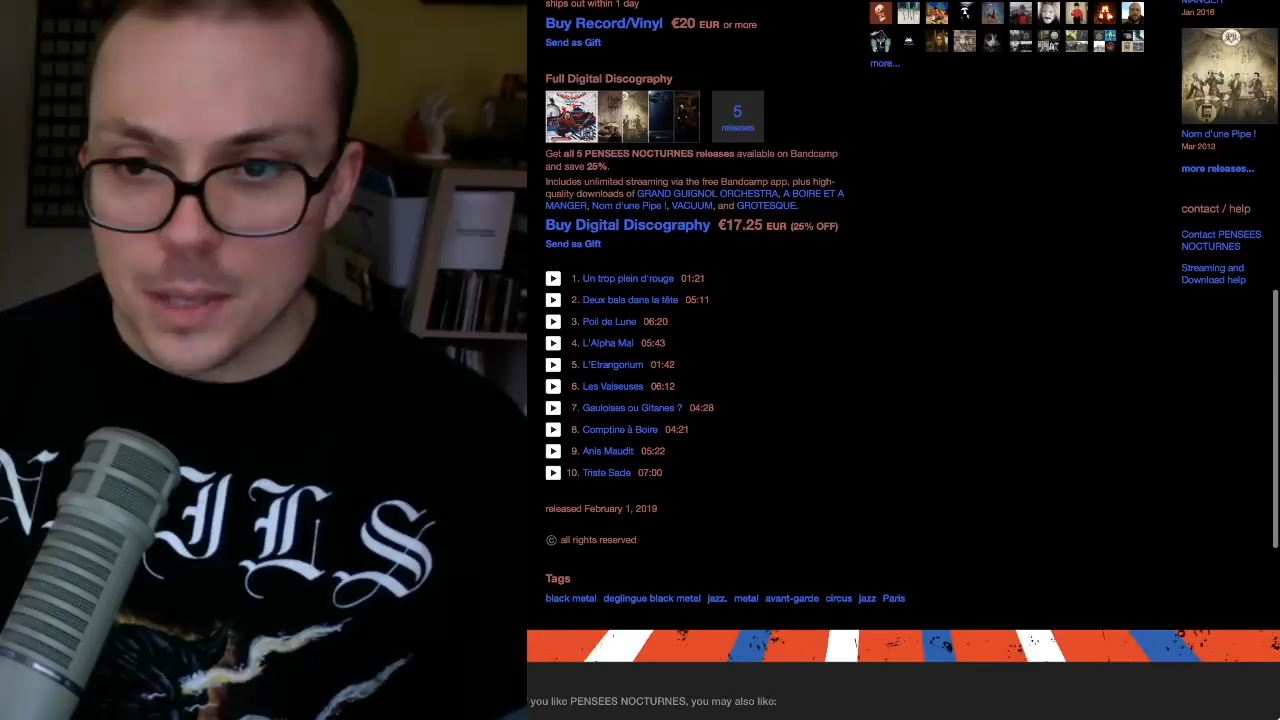 ships out within 1 day
Buy Record/Vinyl €20 EUR or more
Send as Gift
more...
Full Digital Discography
5
releases
Get all 5 PENSEES NOCTURNES releases available on Bandcamp
and save 25%.
Includes unlimited streaming via the free Bandcamp app, plus high-
quality downloads of GRAND GUIGNOL ORCHESTRA, A BOIRE ET A
MANGER, Nom d'une Pipe !, VACUUM, and GROTESQUE.
Buy Digital Discography €17.25 EUR (25% OFF)
Send as Gift
1. Un trop plein d'rouge 01:21
2. Deux bals dans la tête 05:11
3. Poil de Lune 06:20
4. L'Alpha Mal 05:43
5. L'Etrangorium 01:42
6. Les Valseuses 06:12
7. Gauloises ou Gitanes ? 04:28
8. Comptine à Boire 04:21
9. Anis Maudit 05:22
10. Triste Sade 07:00
released February 1, 2019
© all rights reserved
Tags
black metal deglingue black metal jazz. metal avant-garde circus jazz Paris
you like PENSEES NOCTURNES, you may also like:
MANGER
Jan 2016
Nom d'une Pipe !
Mar 2013
more releases...
contact / help
Contact PENSEES
NOCTURNES
Streaming and
Download help
NAILS